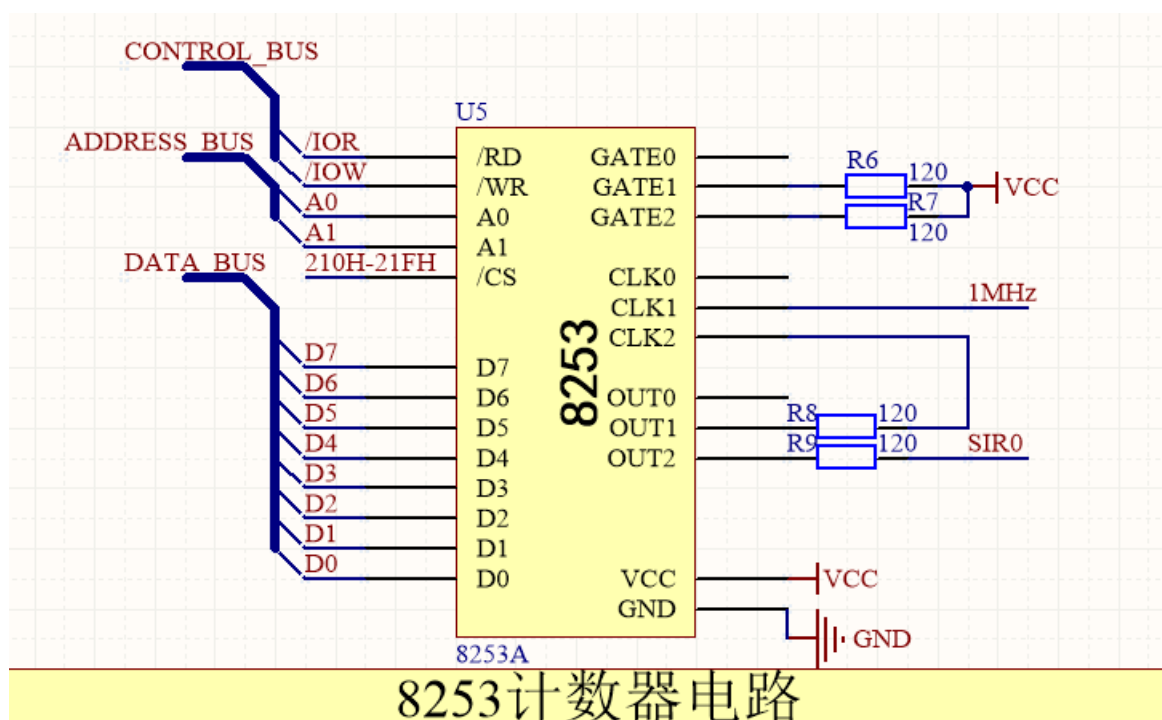 CONTROL_BUS
ADDRESS_BUS
DATA_BUS
/IOR
/IOW
A0
A1
210H-21FH
D7
D6
D5
D4
D3
D2
D1
D0
U5
/RD
/WR
A0
A1
/CS
D7
D6
D5
D4
D3
D2
D1
D0
8253
GATE0
GATE1
GATE2
CLK0
CLK1
CLK2
OUT0
OUT1
OUT2
VCC
GND
8253A
R6
120
R7
120
VCC
1MHz
R8
120
R9
120
SIR0
VCC
GND
8253计数器电路